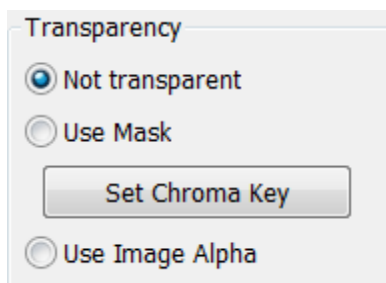 Transparency
Not transparent
Use Mask
Set Chroma Key
Use Image Alpha